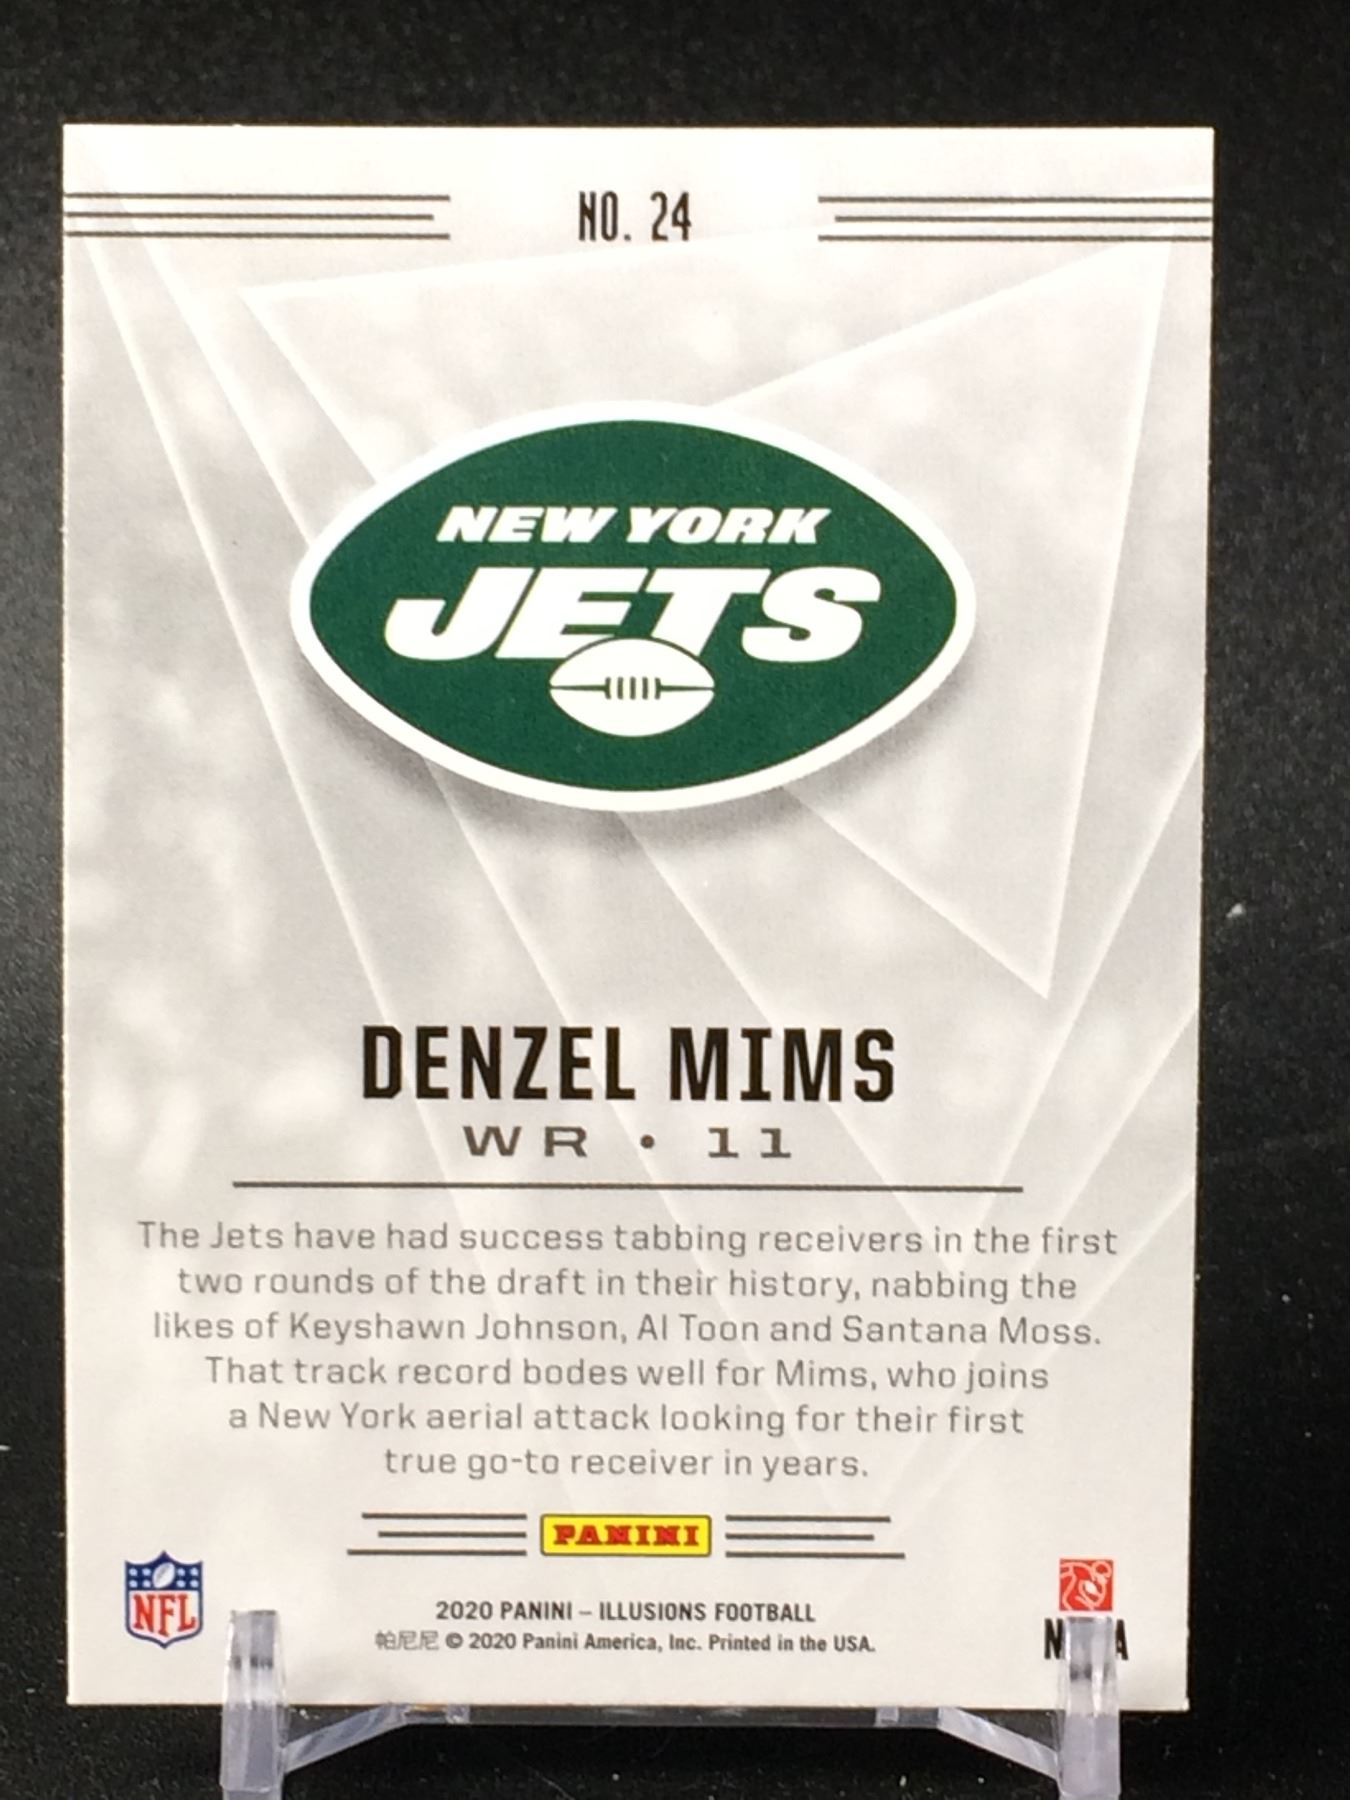 NO. 24
NEW YORK
JETS
DENZEL MIMS
WR • 11
The Jets have had success tabbing receivers in the first
two rounds of the draft in their history, nabbing the
likes of Keyshawn Johnson, Al Toon and Santana Moss.
That track record bodes well for Mims, who joins
a New York aerial attack looking for their first
true go-to receiver in years.
PANINI
NFL
2020 PANINI – ILLUSIONS FOOTBALL
帕尼尼 © 2020 Panini America, Inc. Printed in the USA.